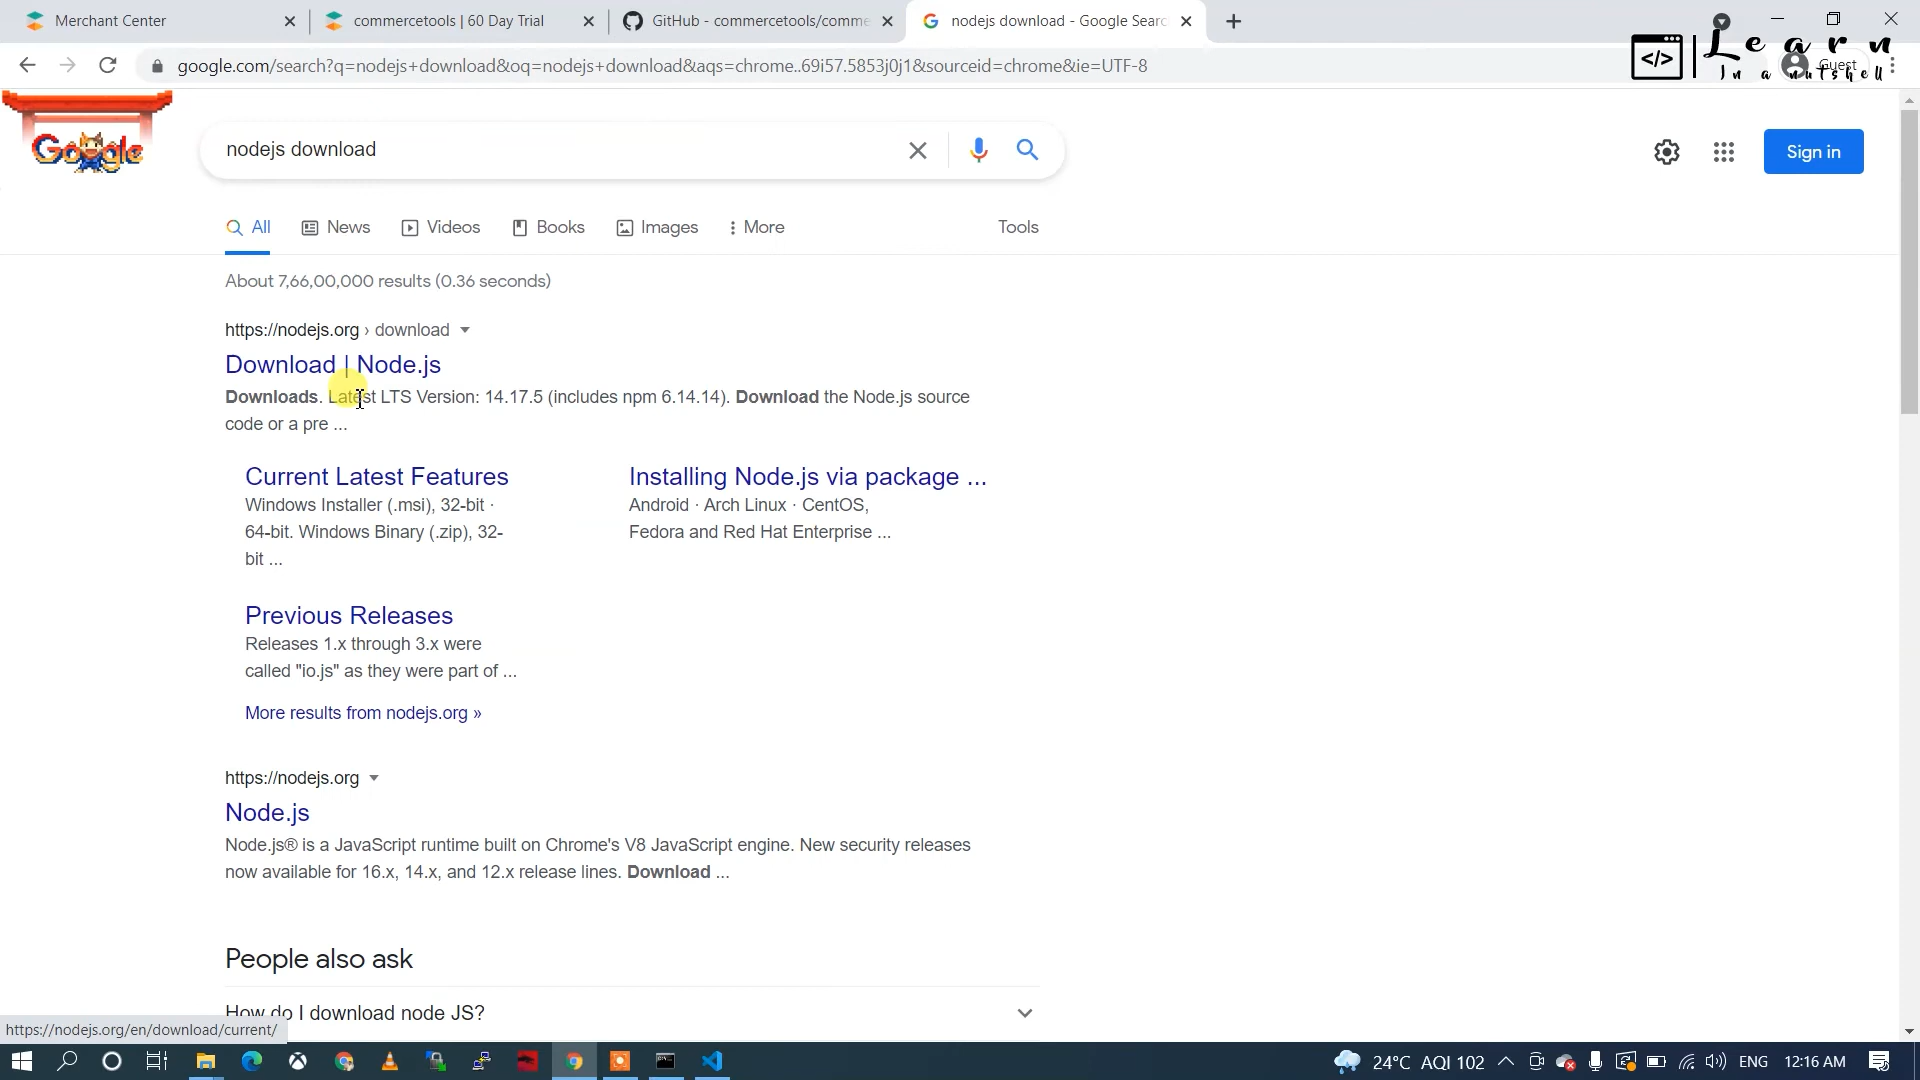 Merchant Center
commercetools | 60 Day Trial
GitHub - commercetools/comme
nodejs download - Google Searc
google.com/search?q=nodejs+download&oq=nodejs+download&aqs=chrome..69i57.5853j0j1&sourceid=chrome&ie=UTF-8
Guest
</> | Learn
In a nutshell
Google
nodejs download
Sign in
All
News
Videos
Books
Images
More
Tools
About 7,66,00,000 results (0.36 seconds)
https://nodejs.org › download
Download | Node.js
Downloads. Latest LTS Version: 14.17.5 (includes npm 6.14.14). Download the Node.js source
code or a pre ...
Current Latest Features
Windows Installer (.msi), 32-bit ·
64-bit. Windows Binary (.zip), 32-
bit ...
Installing Node.js via package ...
Android · Arch Linux · CentOS,
Fedora and Red Hat Enterprise ...
Previous Releases
Releases 1.x through 3.x were
called "io.js" as they were part of ...
More results from nodejs.org »
https://nodejs.org
Node.js
Node.js® is a JavaScript runtime built on Chrome's V8 JavaScript engine. New security releases
now available for 16.x, 14.x, and 12.x release lines. Download ...
People also ask
How do I download node JS?
https://nodejs.org/en/download/current/
24°C AQI 102
ENG
12:16 AM